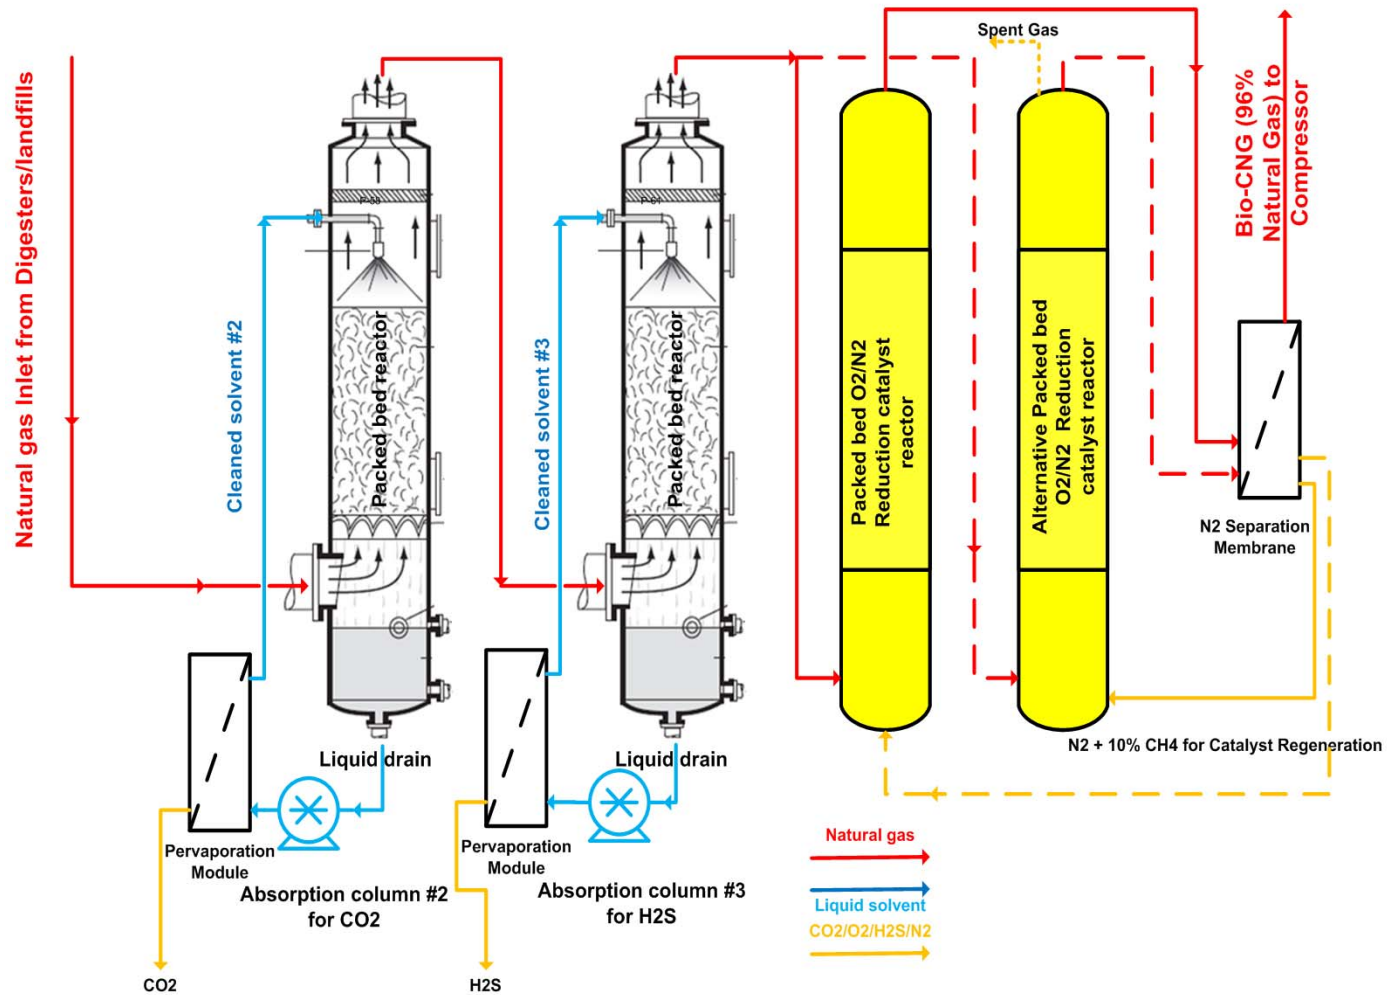 Natural gas Inlet from Digesters/landfills
Cleaned solvent #2
P-58
Packed bed reactor
Liquid drain
Pervaporation
Module
Absorption column #2
for CO2
CO2
Cleaned solvent #3
P-61
Packed bed reactor
Liquid drain
Pervaporation
Module
Absorption column #3
for H2S
H2S
Packed bed O2/N2
Reduction catalyst
reactor
Spent Gas
Alternative Packed bed
O2/N2 Reduction
catalyst reactor
Bio-CNG (96%
Natural Gas) to
Compressor
N2 Separation
Membrane
N2 + 10% CH4 for Catalyst Regeneration
Natural gas
Liquid solvent
CO2/O2/H2S/N2